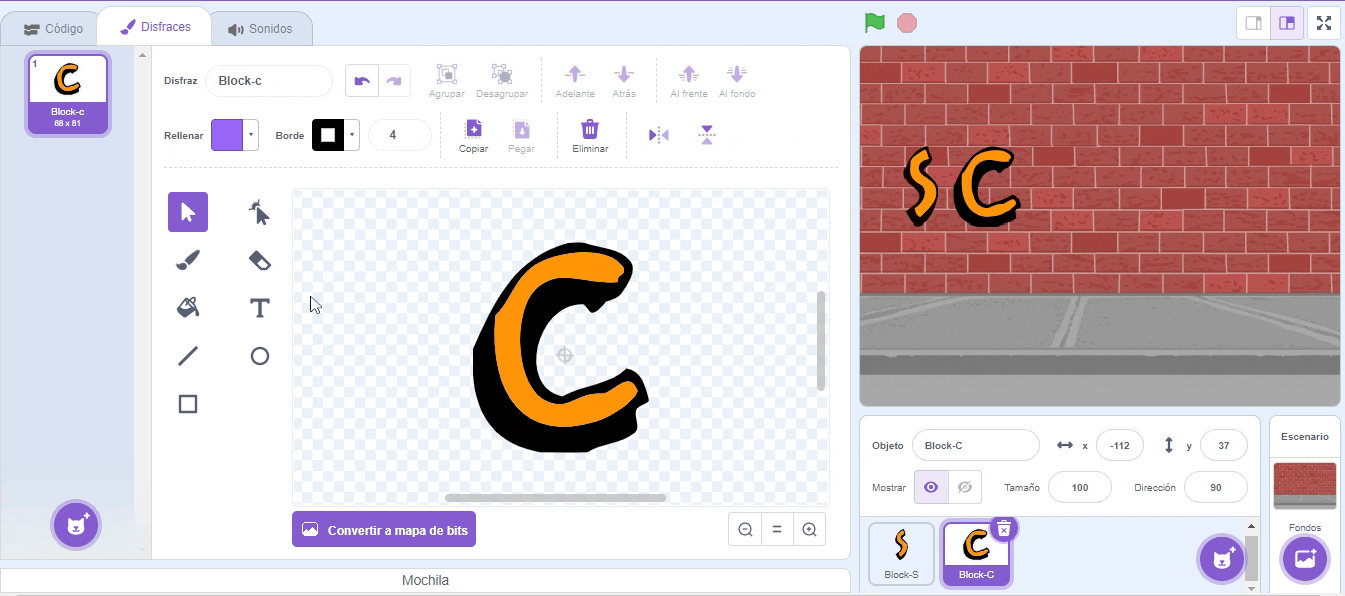 Código
Disfraces
Sonidos
1
Block-c
68 x 81
Disfraz
Block-c
Agrupar
Desagrupar
Adelante
Atrás
Al frente
Al fondo
Rellenar
Borde
4
Copiar
Pegar
Eliminar
T
C
S C
Convertir a mapa de bits
Mochila
Objeto
Block-C
x
-112
y
37
Mostrar
Tamaño
100
Dirección
90
S
Block-S
C
Block-C
Escenario
Fondos